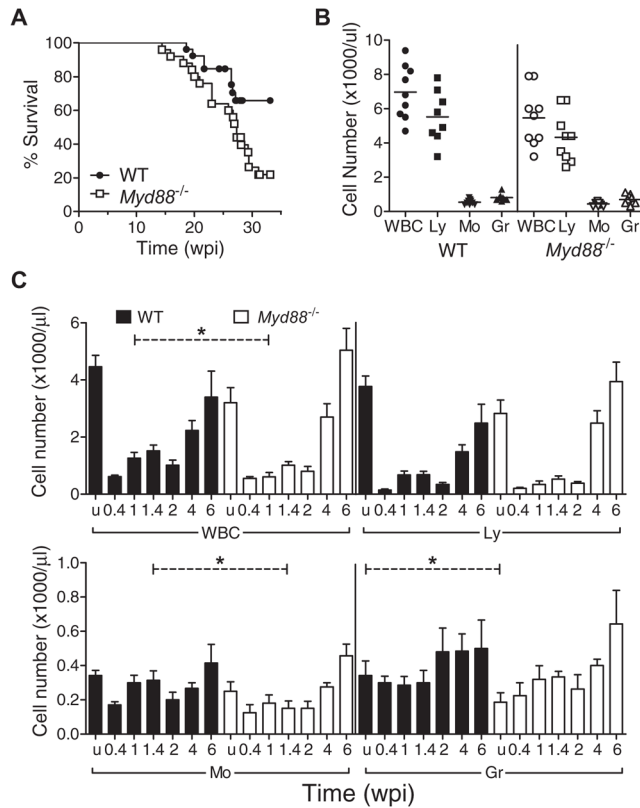 A
100
80
60
40
20
0
% Survival
WT
Myd88-/-
0 10 20 30
Time (wpi)
B
10
8
6
4
2
0
Cell Number (x1000/ul)
WBC Ly Mo Gr WBC Ly Mo Gr
WT Myd88-/-
C
WT Myd88-/-
*
6
4
2
0
Cell number (x1000/μl)
u 0.4 1 1.4 2 4 6 u 0.4 1 1.4 2 4 6 u 0.4 1 1.4 2 4 6 u 0.4 1 1.4 2 4 6
WBC Ly
* *
1.0
0.8
0.6
0.4
0.2
0.0
Cell number (x1000/μl)
u 0.4 1 1.4 2 4 6 u 0.4 1 1.4 2 4 6 u 0.4 1 1.4 2 4 6 u 0.4 1 1.4 2 4 6
Mo Gr
Time (wpi)